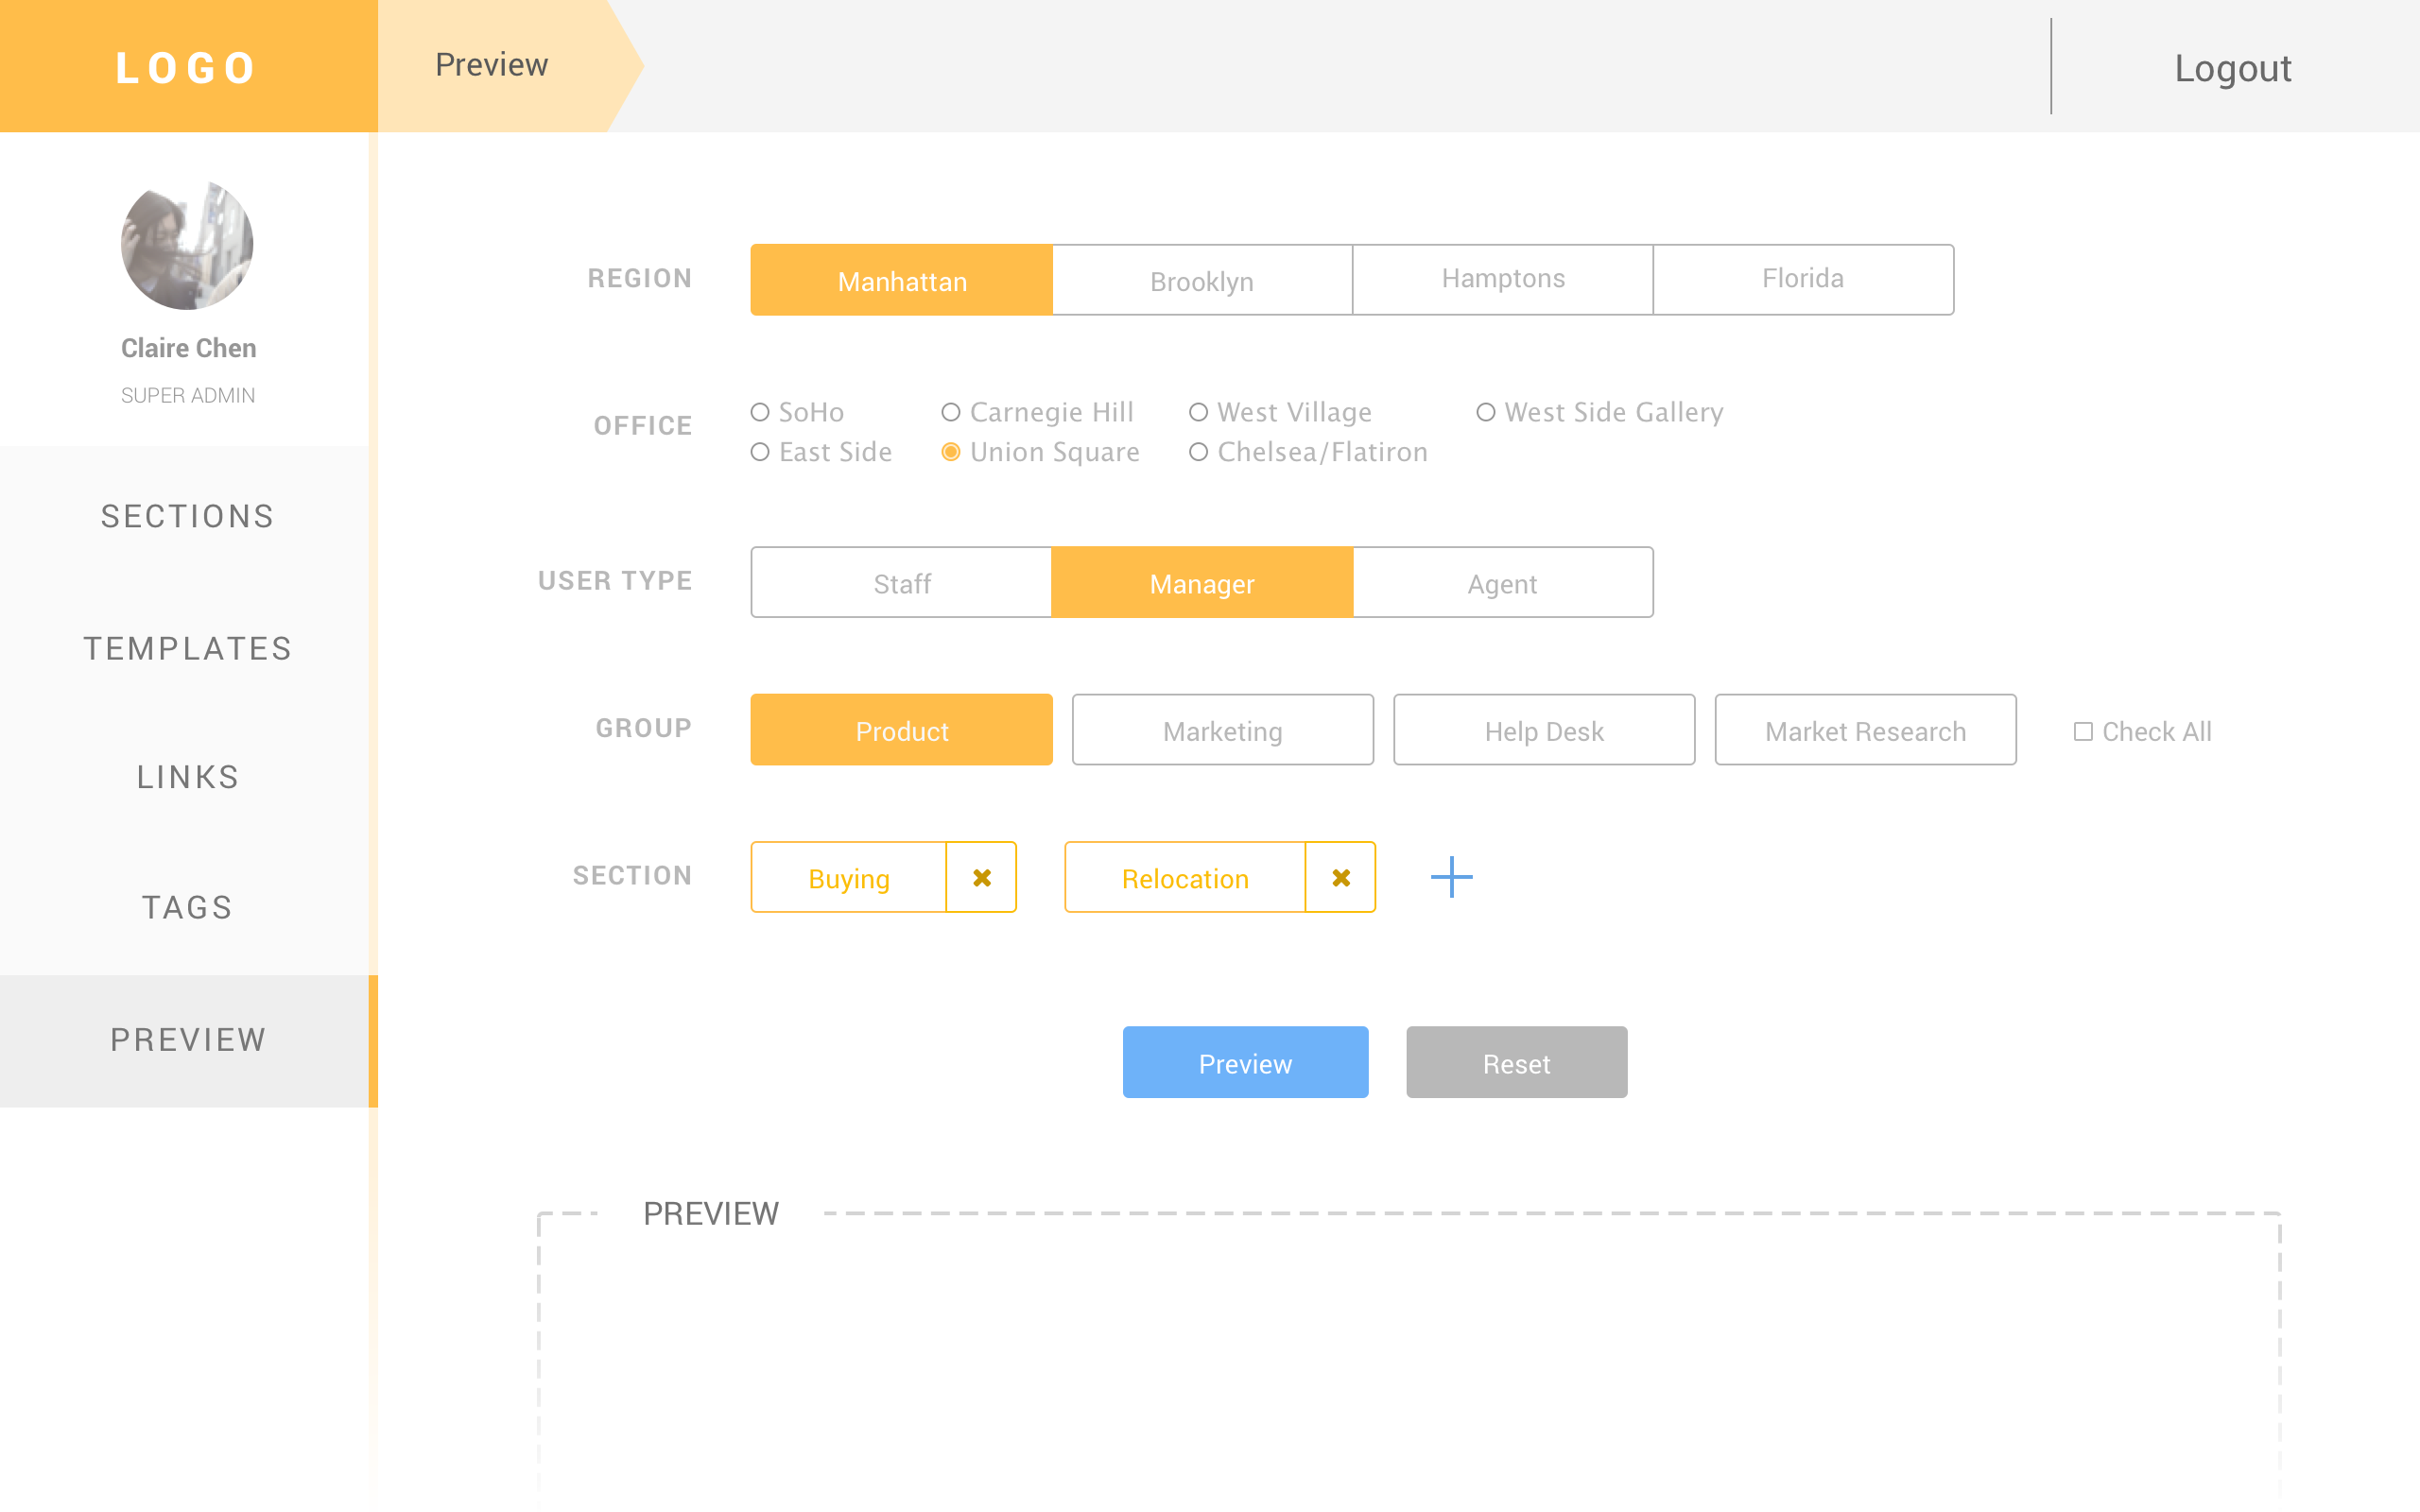 LOGO
Preview
Logout
Claire Chen
SUPER ADMIN
SECTIONS
TEMPLATES
LINKS
TAGS
PREVIEW
REGION Manhattan Brooklyn Hamptons Florida
OFFICE
SoHo Carnegie Hill West Village West Side Gallery
East Side Union Square Chelsea/Flatiron
USER TYPE Staff Manager Agent
GROUP Product Marketing Help Desk Market Research Check All
SECTION Buying Relocation
Preview Reset
PREVIEW